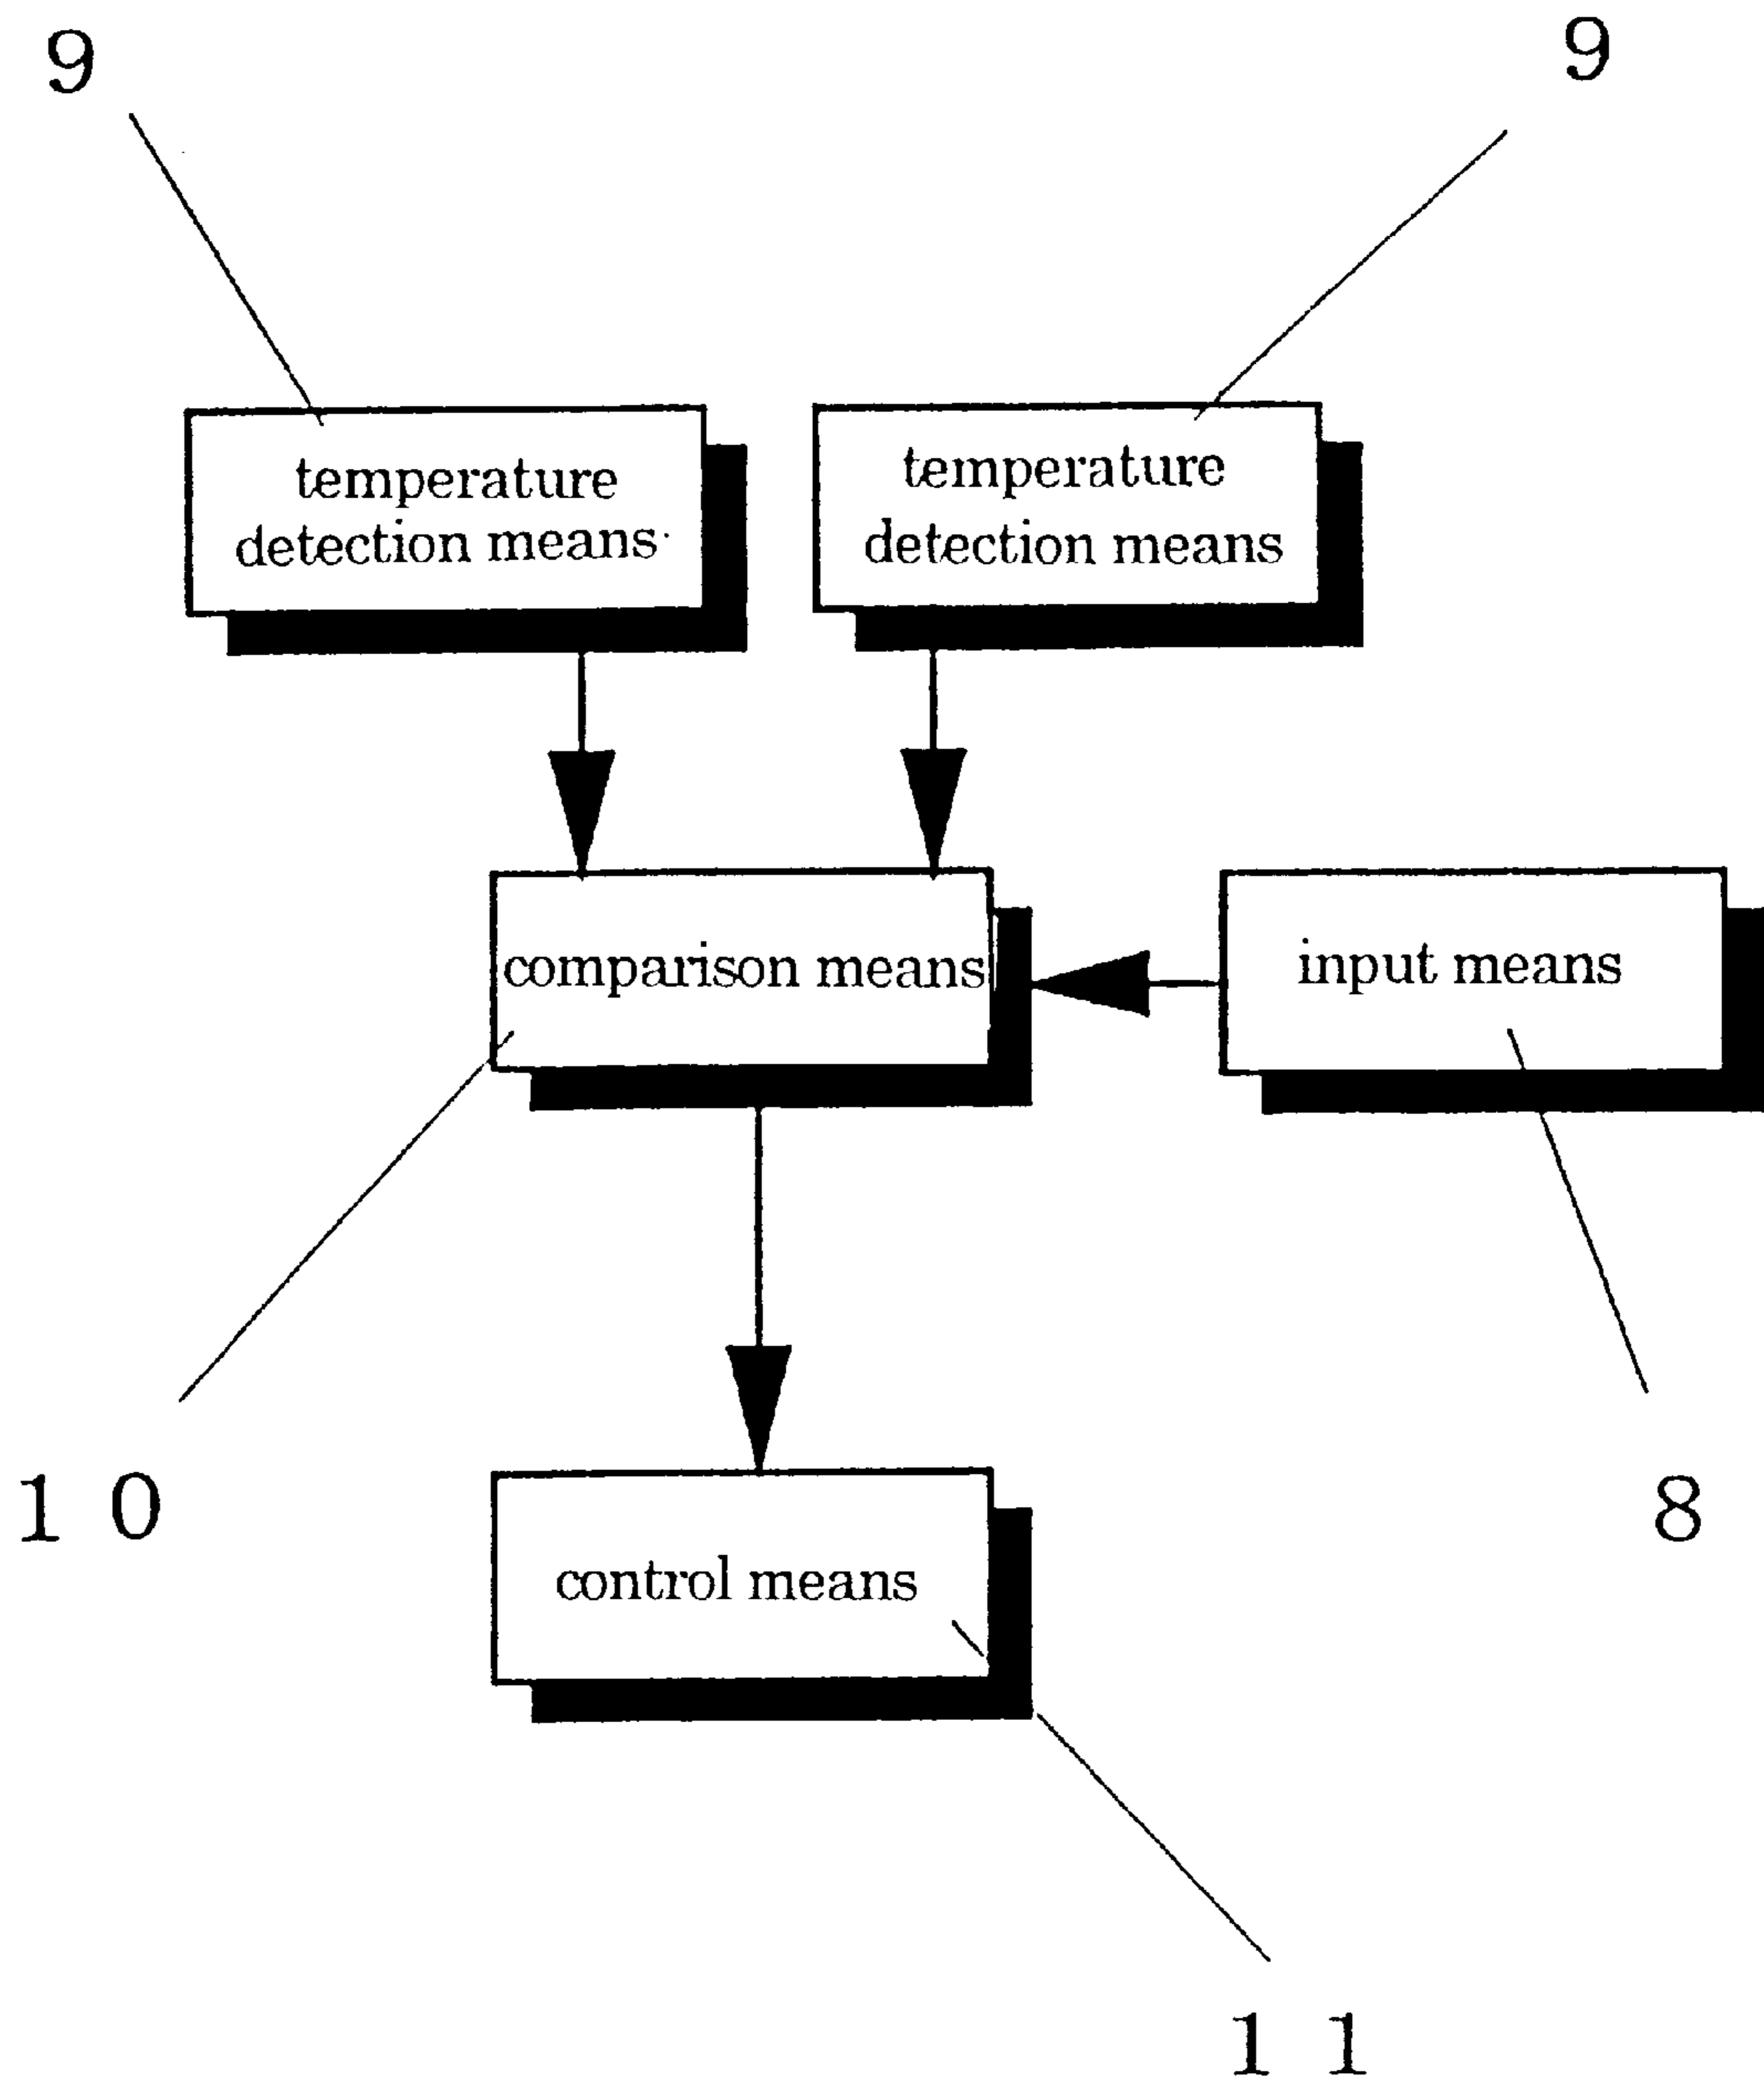 9
9
temperature
detection means
temperature
detection means
comparison means
input means
1 0
8
control means
1 1